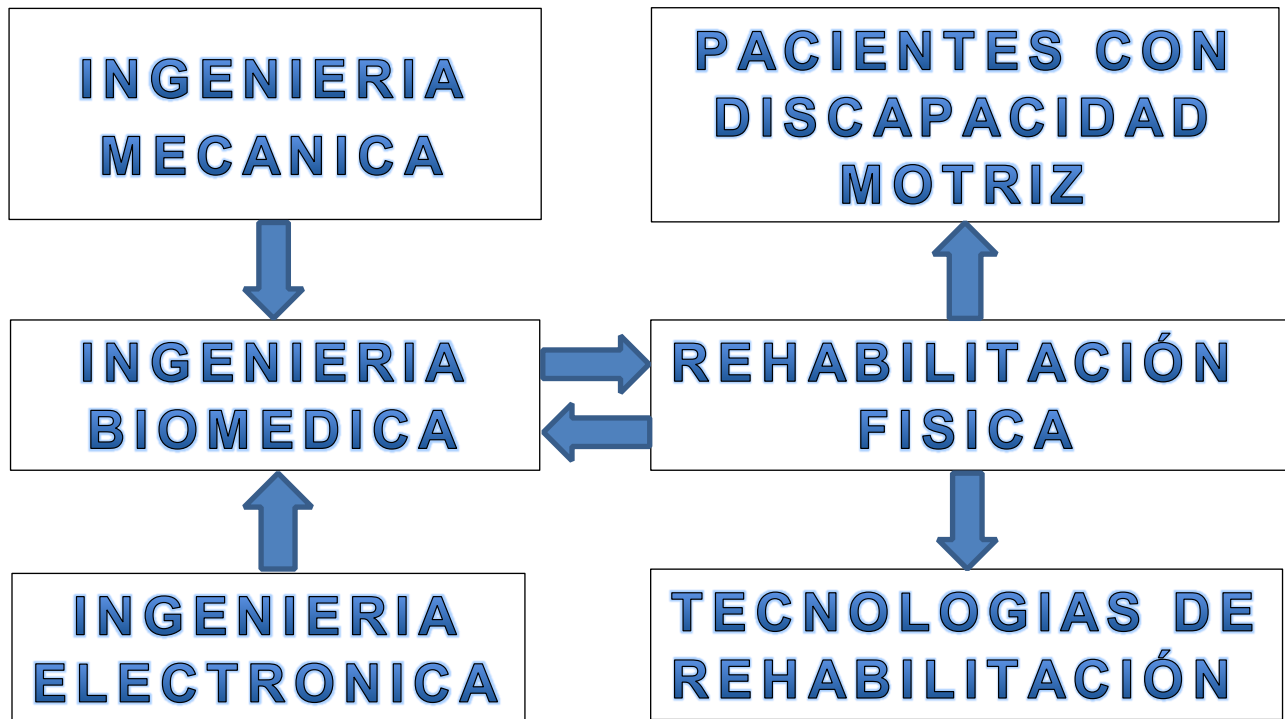 INGENIERIA
MECANICA
PACIENTES CON
DISCAPACIDAD
MOTRIZ
INGENIERIA
BIOMEDICA
REHABILITACIÓN
FISICA
INGENIERIA
ELECTRONICA
TECNOLOGIAS DE
REHABILITACIÓN